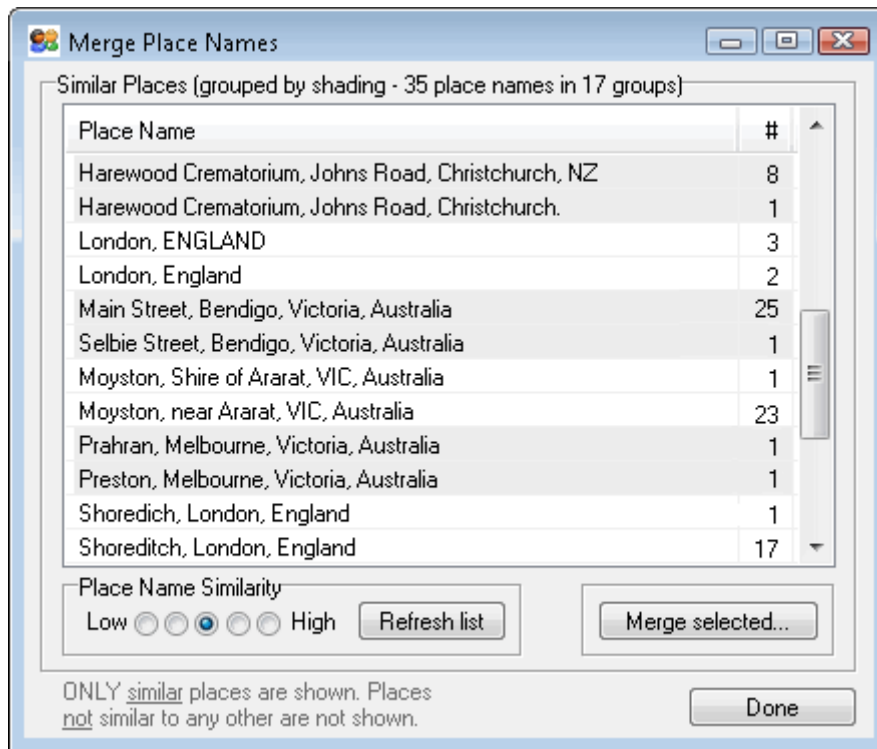 Merge Place Names
Similar Places (grouped by shading - 35 place names in 17 groups)
Place Name #
Harewood Crematorium, Johns Road, Christchurch, NZ 8
Harewood Crematorium, Johns Road, Christchurch. 1
London, ENGLAND 3
London, England 2
Main Street, Bendigo, Victoria, Australia 25
Selbie Street, Bendigo, Victoria, Australia 1
Moyston, Shire of Ararat, VIC, Australia 1
Moyston, near Ararat, VIC, Australia 23
Prahran, Melbourne, Victoria, Australia 1
Preston, Melbourne, Victoria, Australia 1
Shoredich, London, England 1
Shoreditch, London, England 17
Place Name Similarity
Low High Refresh list Merge selected...
ONLY similar places are shown. Places
not similar to any other are not shown.
Done